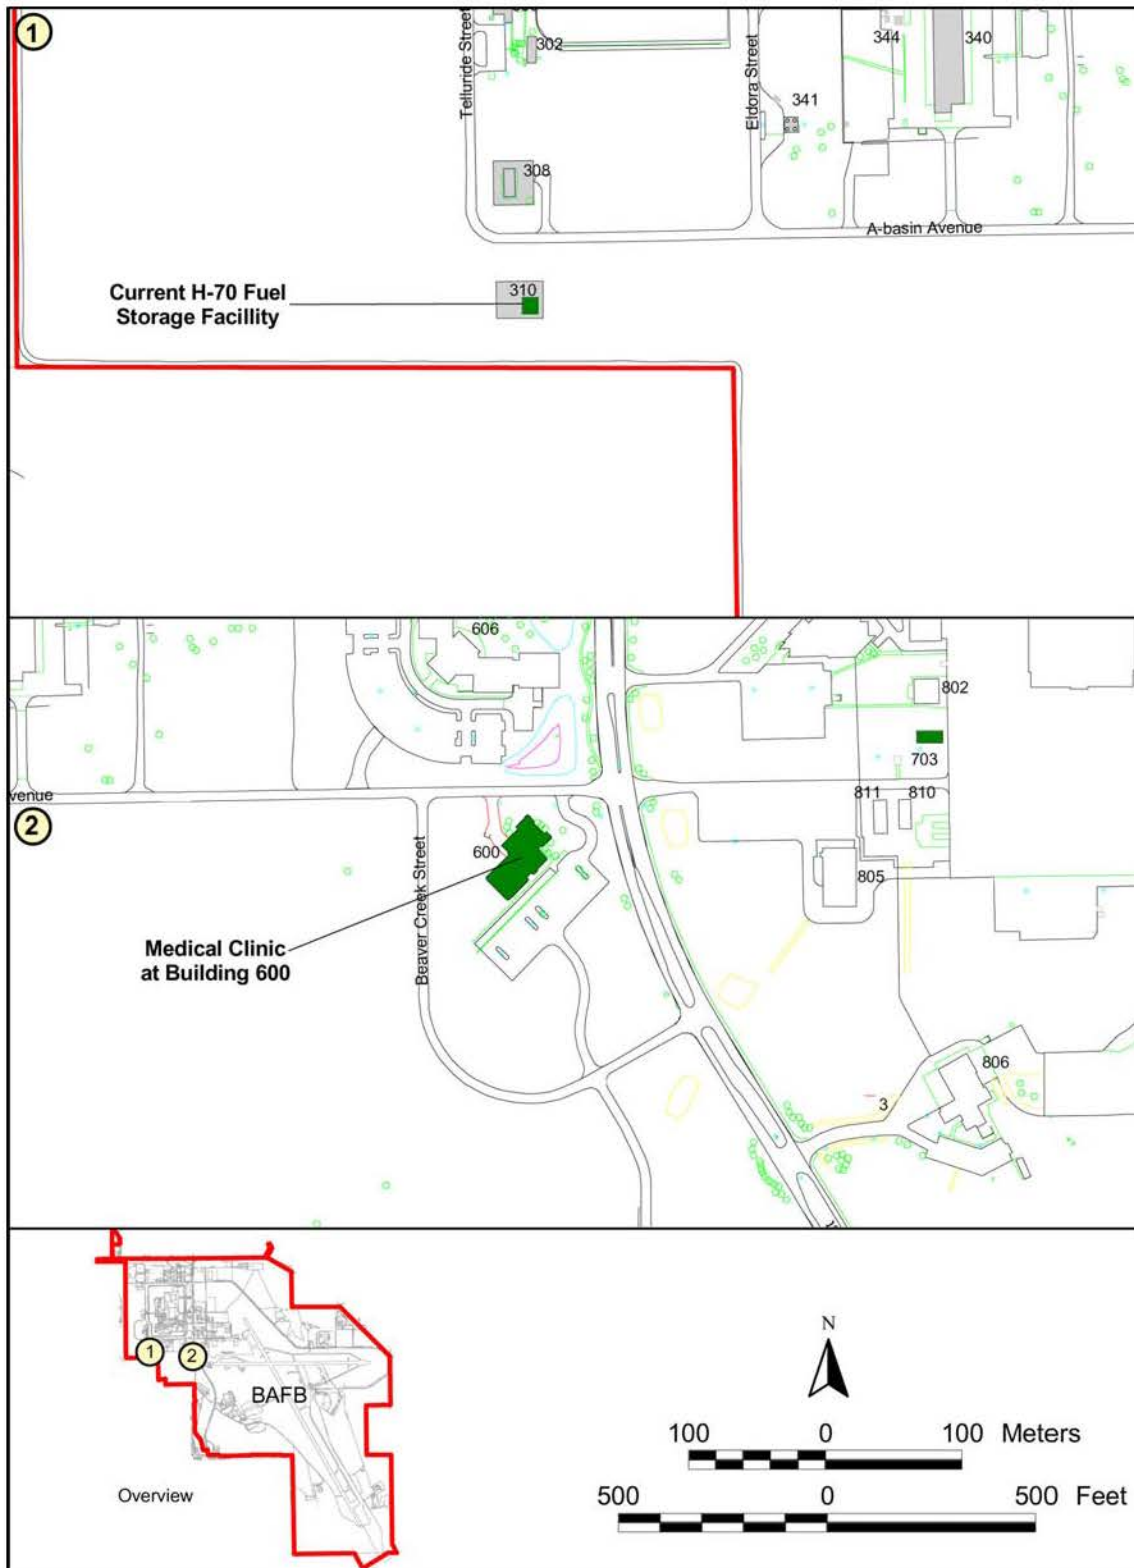 1
Telluride Street
302
Eldora Street
344
340
341
308
A-basin Avenue
Current H-70 Fuel
Storage Facillity
310
606
802
703
venue
2
811
810
600
Beaver Creek Street
805
Medical Clinic
at Building 600
806
3
N
1
2
BAFB
100 0 100 Meters
500 0 500 Feet
Overview